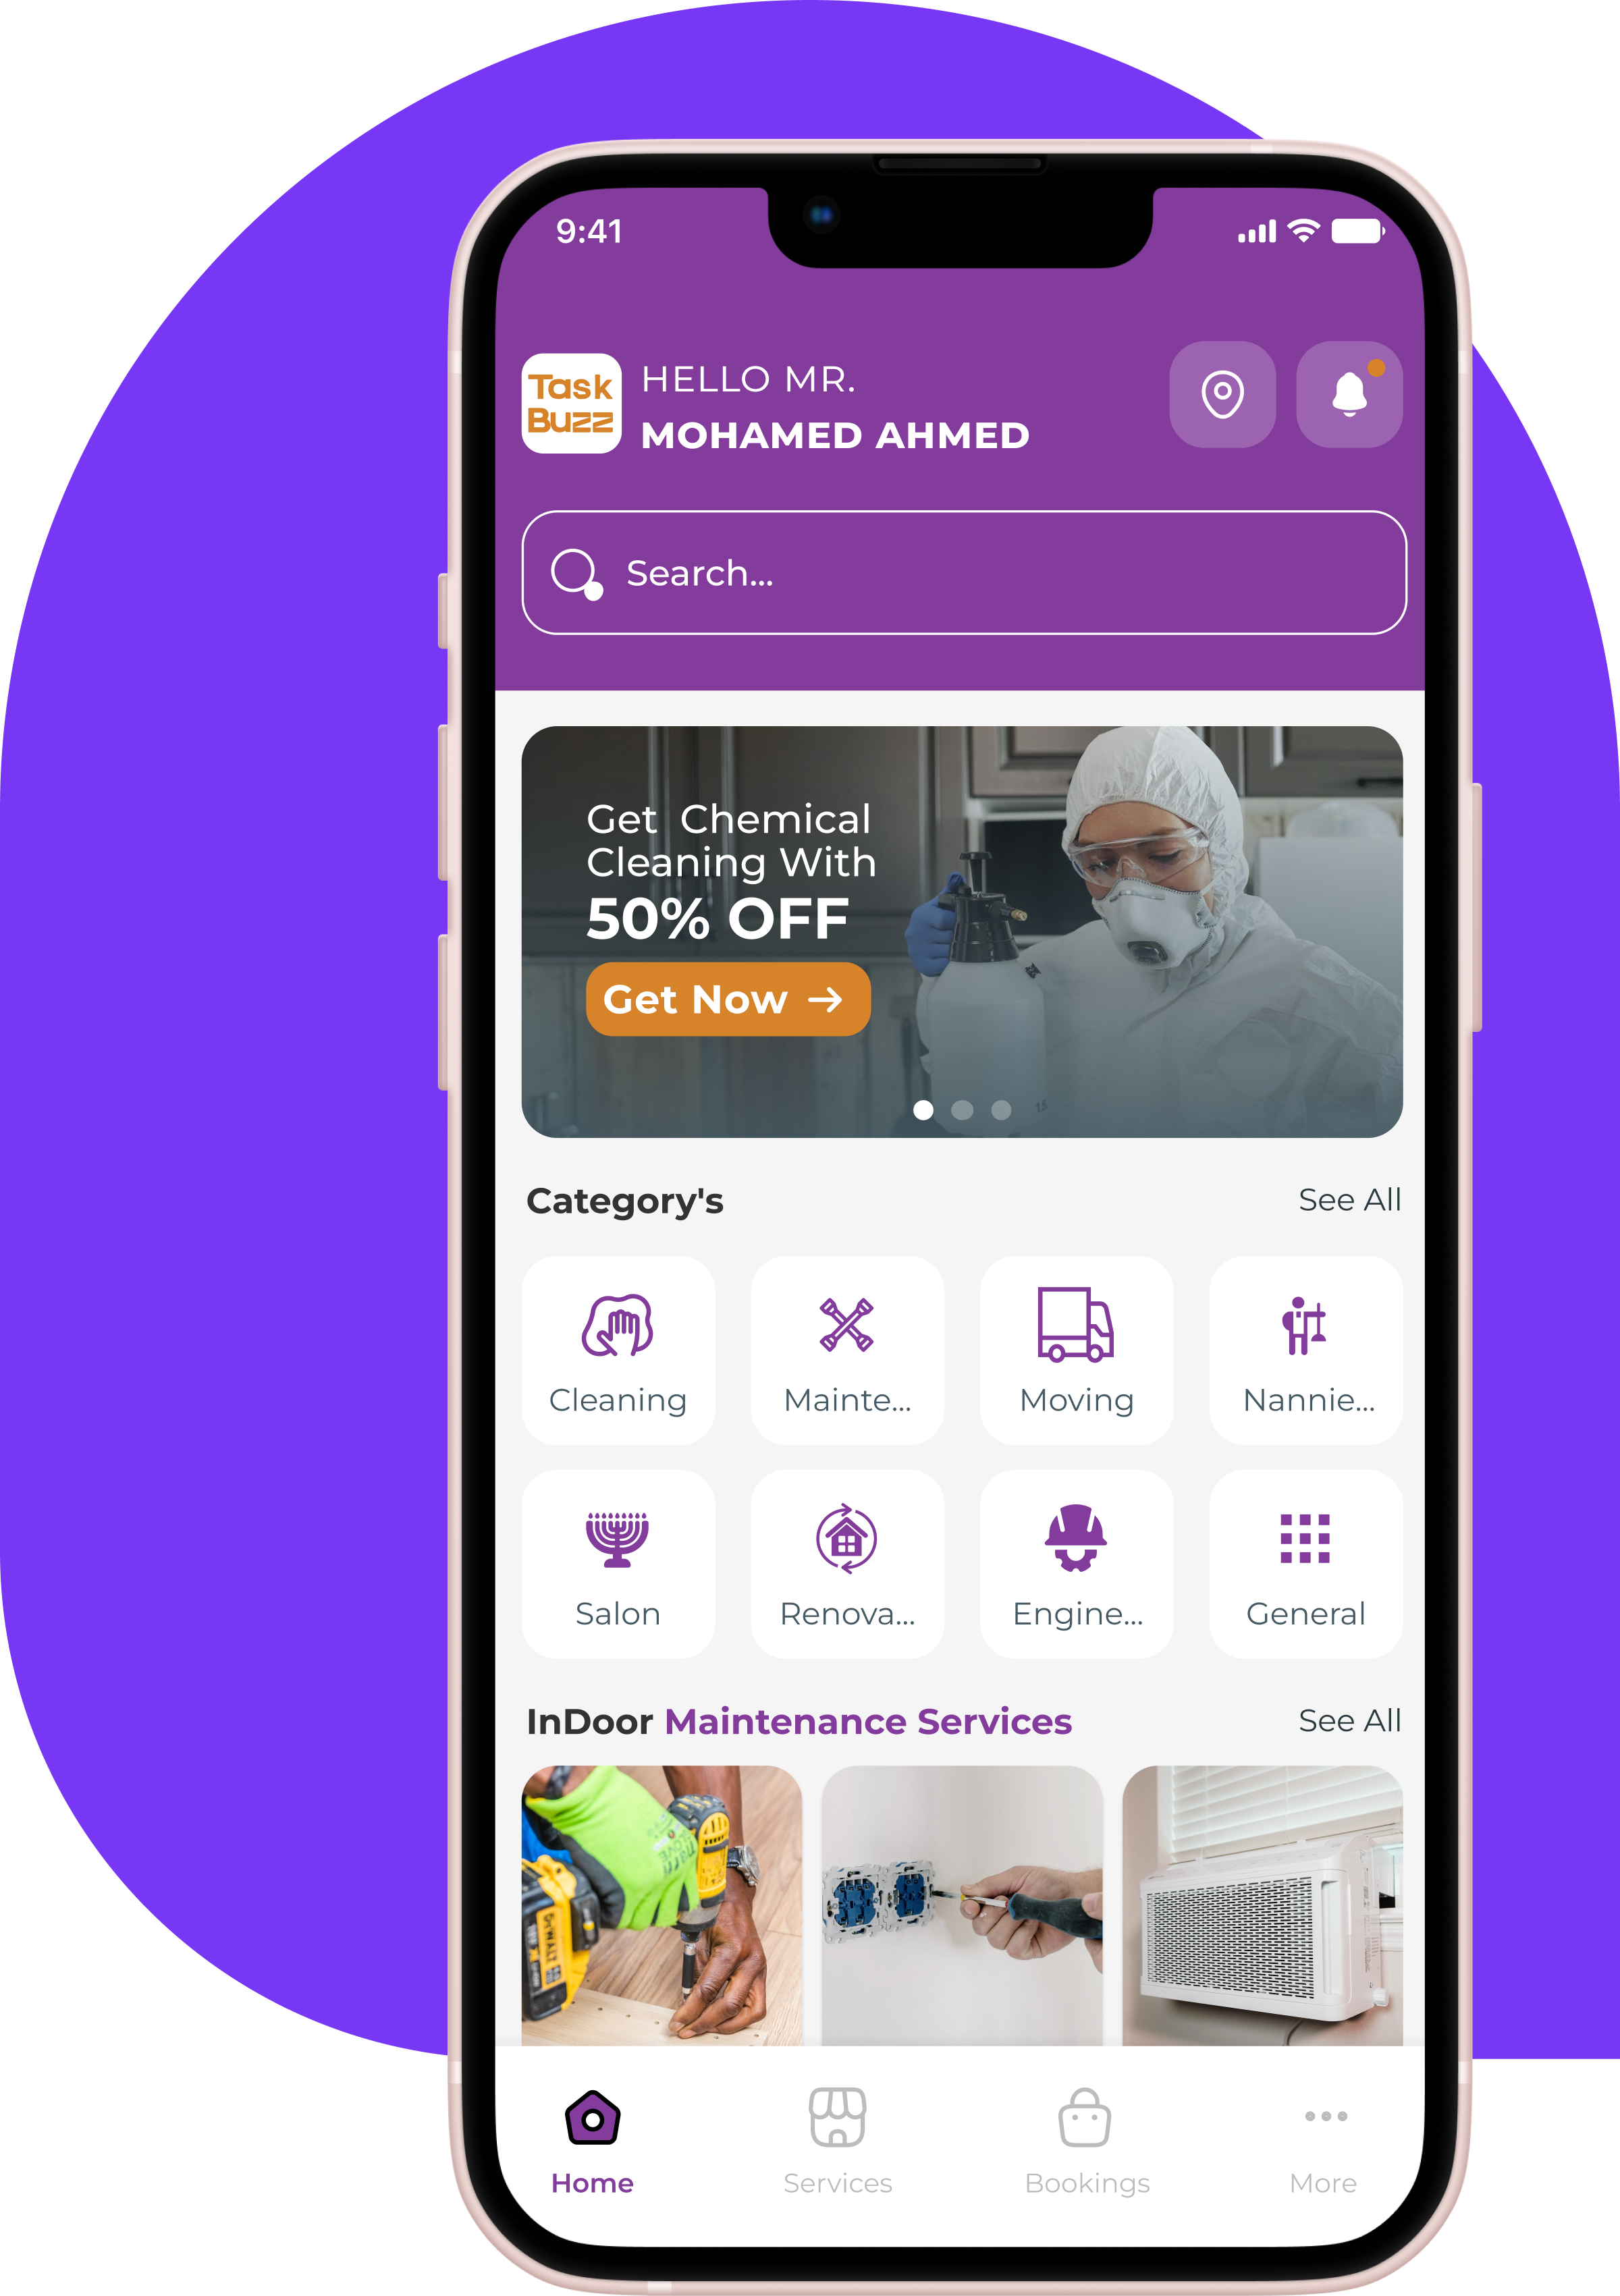 9:41
Task
Buzz
HELLO MR.
MOHAMED AHMED
Search...
Get Chemical
Cleaning With
50% OFF
Get Now
Category's
See All
Cleaning
Mainte...
Moving
Nannie...
Salon
Renova...
Engine...
General
InDoor Maintenance Services
See All
DEWALT
Home
Services
Bookings
More